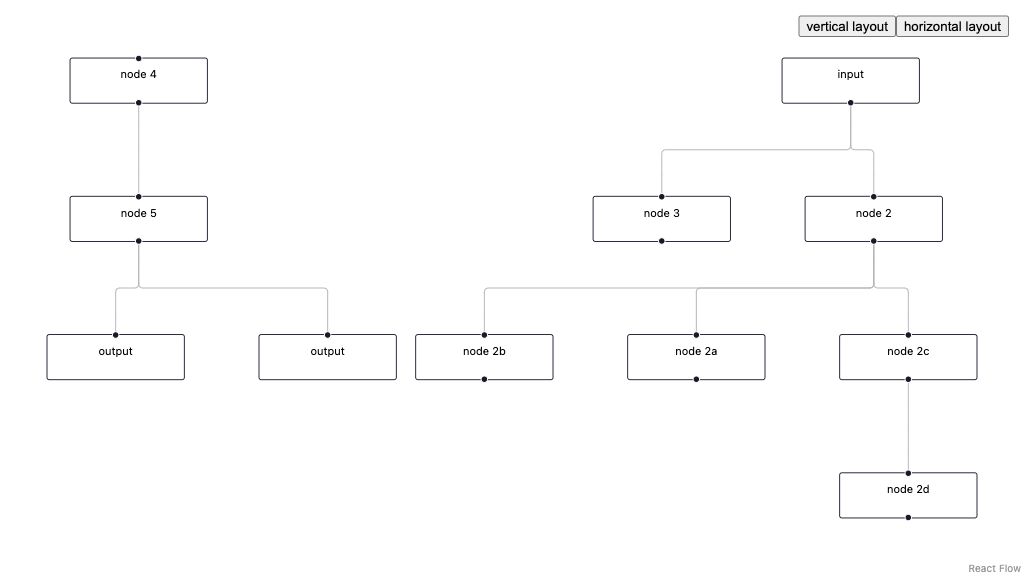 vertical layout
horizontal layout
node 4
input
node 5
node 3
node 2
output
output
node 2b
node 2a
node 2c
node 2d
React Flow